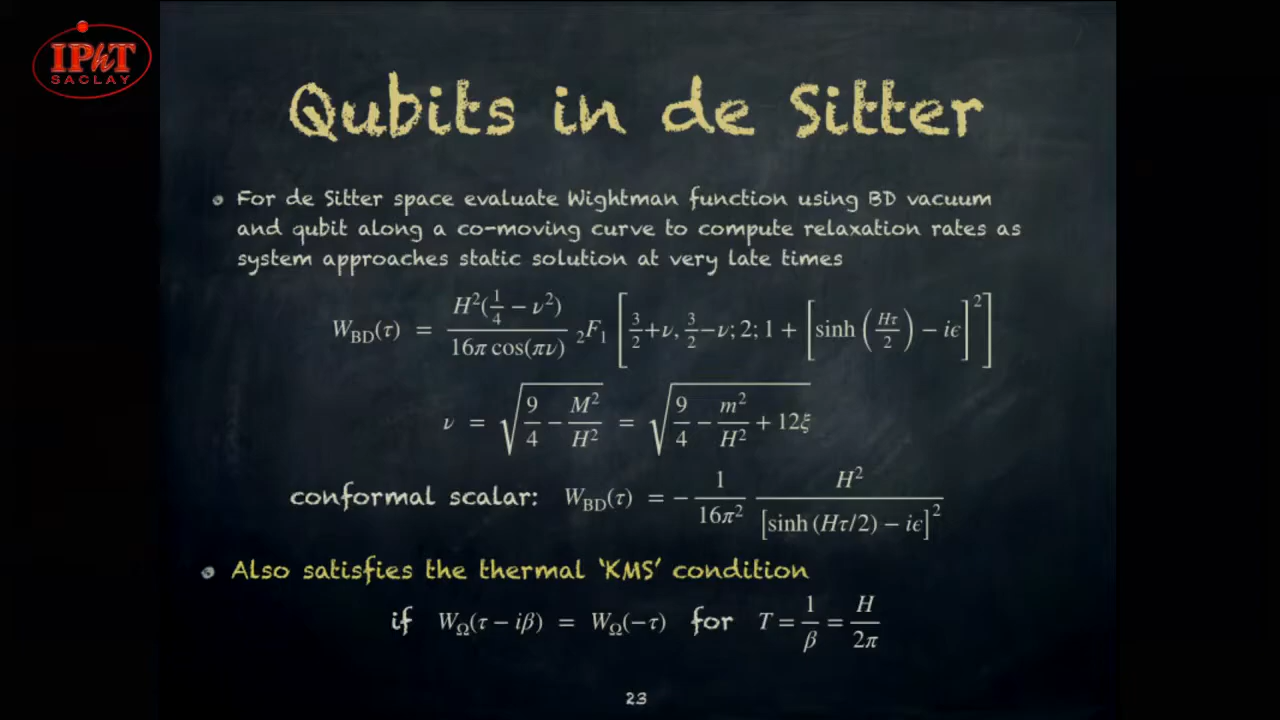 IPhT
SACLAY
Qubits in de Sitter
• For de Sitter space evaluate Wightman function using BD vacuum
and qubit along a co-moving curve to compute relaxation rates as
system approaches static solution at very late times
W_BD(τ) = H²(1/4 − ν²) / 16π cos(πν) ₂F₁ [3/2+ν, 3/2−ν; 2; 1 + [sinh (Hτ/2) − iϵ]²]
ν = √(9/4 − M²/H²) = √(9/4 − m²/H² + 12ξ)
conformal scalar: W_BD(τ) = − 1/16π² H²/[sinh (Hτ/2) − iϵ]²
• Also satisfies the thermal ‘KMS’ condition
if W_Ω(τ − iβ) = W_Ω(−τ) for T = 1/β = H/2π
23